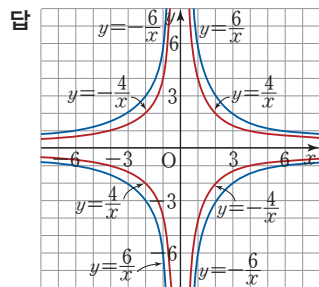 답
y=-6/x y y=6/x
6
y=-4/x 3 y=4/x
-6 -3 O 3 6 x
y=4/x -3 y=-4/x
y=6/x -6 y=-6/x